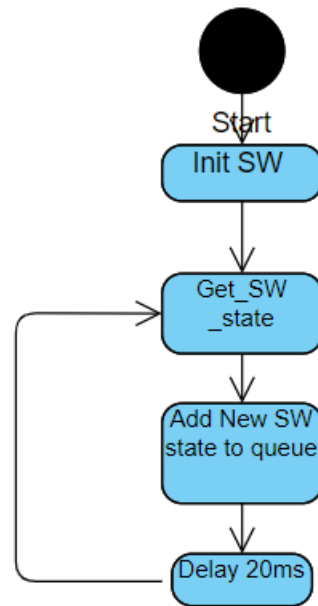 Start
Init SW
Get_SW
_state
Add New SW
state to queue
Delay 20ms